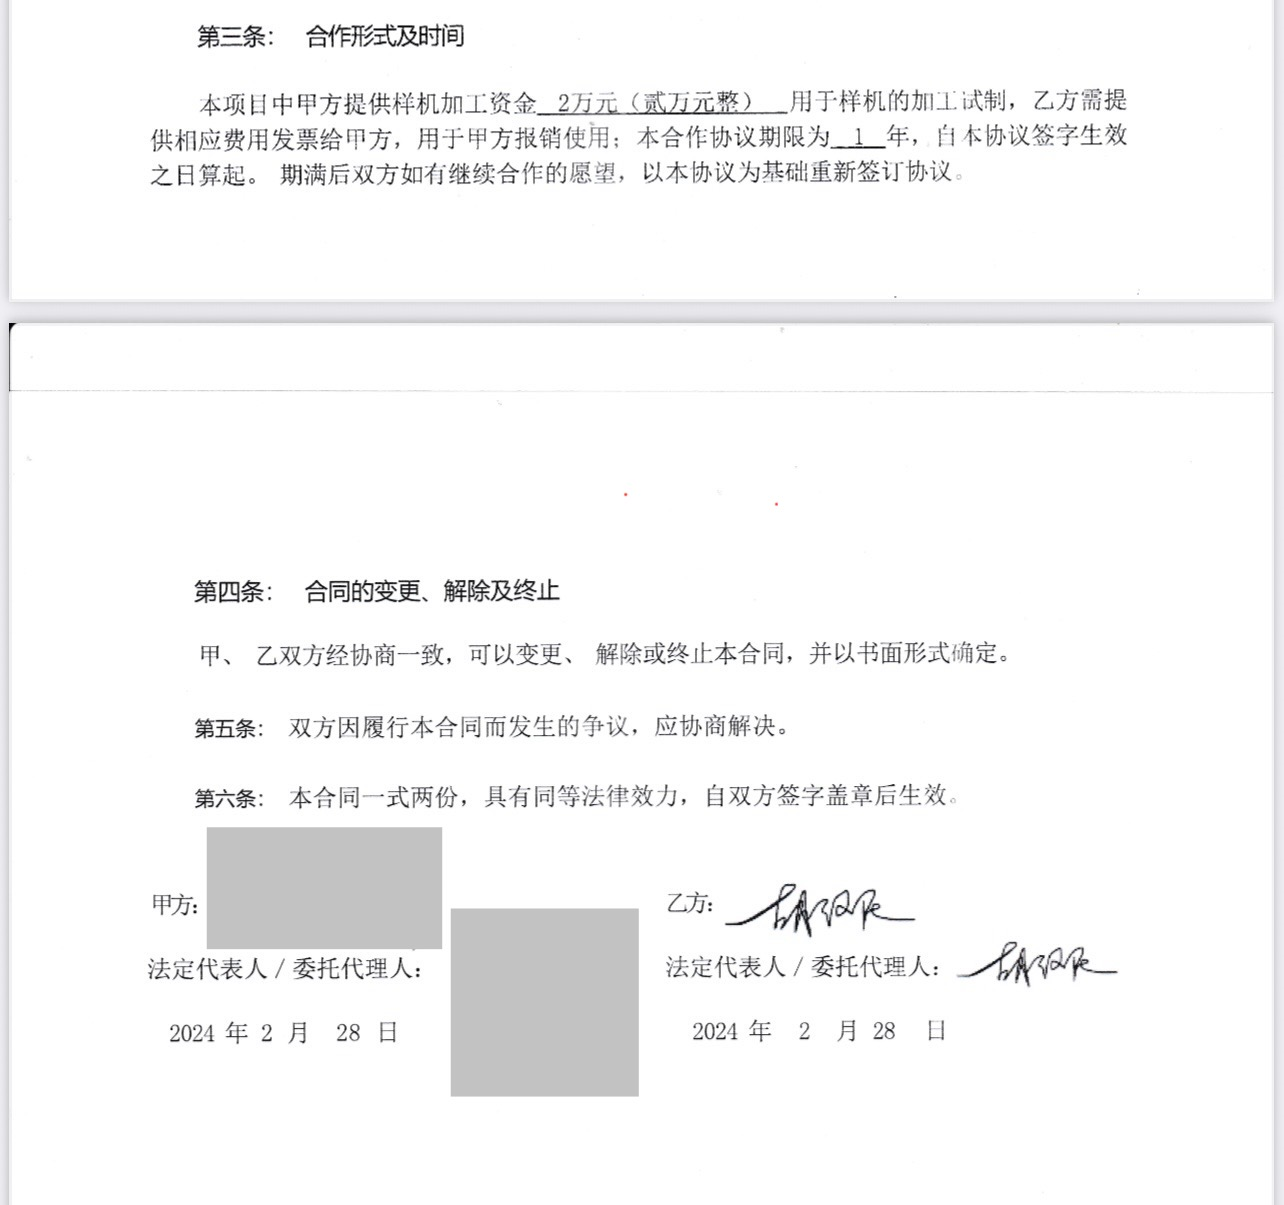 第三条： 合作形式及时间
本项目中甲方提供样机加工资金 2万元（贰万元整） 用于样机的加工试制，乙方需提
供相应费用发票给甲方，用于甲方报销使用；本合作协议期限为 1 年，自本协议签字生效
之日算起。 期满后双方如有继续合作的愿望，以本协议为基础重新签订协议。
第四条： 合同的变更、解除及终止
甲、 乙双方经协商一致，可以变更、 解除或终止本合同，并以书面形式确定。
第五条： 双方因履行本合同而发生的争议，应协商解决。
第六条： 本合同一式两份，具有同等法律效力，自双方签字盖章后生效。
甲方：
乙方：
法定代表人 / 委托代理人：
法定代表人 / 委托代理人：
2024 年 2 月 28 日
2024 年 2 月 28 日